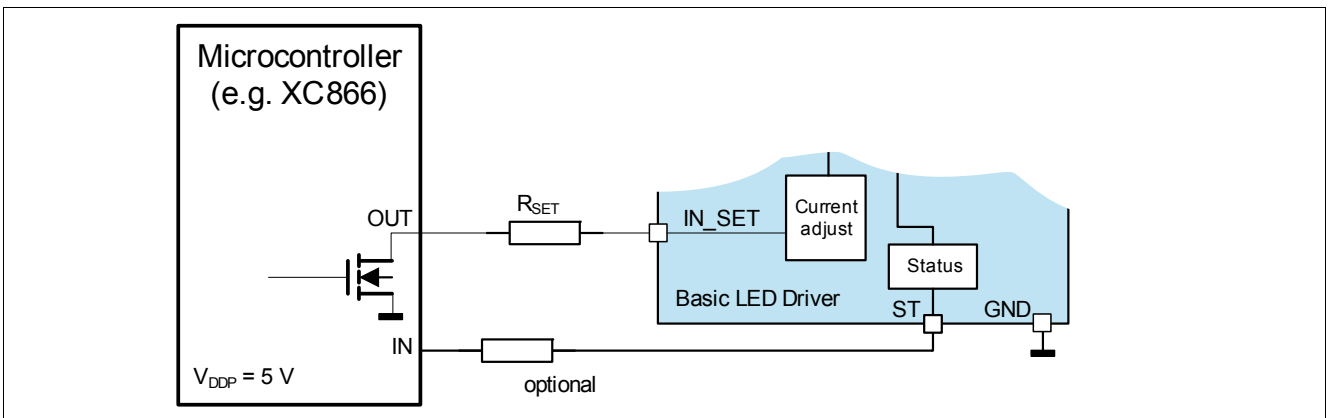 Microcontroller
(e.g. XC866)
OUT
RSET
IN_SET
Current
adjust
Status
Basic LED Driver
ST
GND
IN
VDDP = 5 V
optional